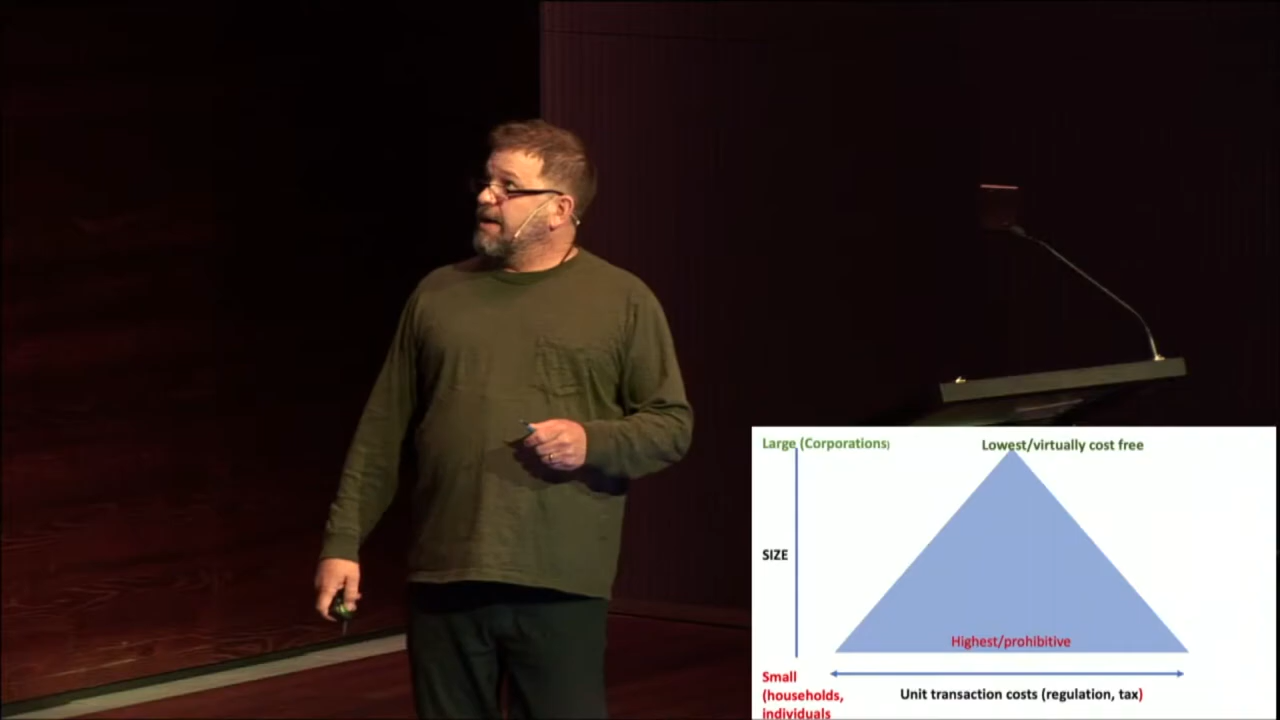 Large (Corporations)
Lowest/virtually cost free
SIZE
Highest/prohibitive
Small
(households,
individuals
Unit transaction costs (regulation, tax)